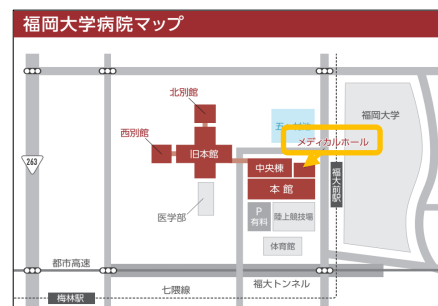 福岡大学病院マップ
北別館
福岡大学
メディカルホール
西別館
旧本館
中央棟
263
本館
福大前駅
医学部
P
有料
陸上競技場
体育館
都市高速
七隈線
福大トンネル
梅林駅